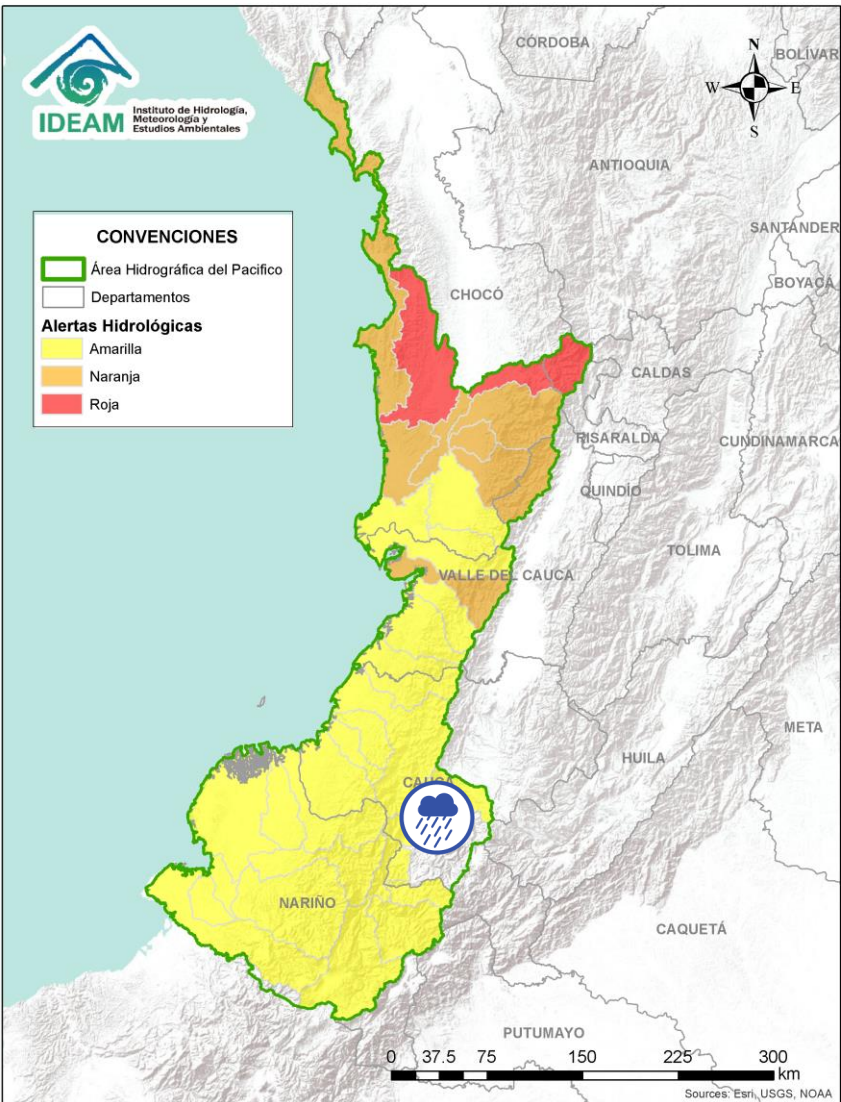 IDEAM
Instituto de Hidrología,
Meteorología y
Estudios Ambientales
CÓRDOBA
BOLIVAR
N
W
E
S
ANTIOQUIA
SANTANDER
BOYACÁ
CONVENCIONES
Área Hidrográfica del Pacifico
Departamentos
Alertas Hidrológicas
Amarilla
Naranja
Roja
CHOCÓ
CALDAS
RISARALDA
CUNDINAMARCA
QUINDÍO
TOLIMA
VALLE DEL CAUCA
META
HUILA
CAUCA
NARIÑO
CAQUETÁ
PUTUMAYO
0 37.5 75 150 225 300
km
Sources: Esri, USGS, NOAA